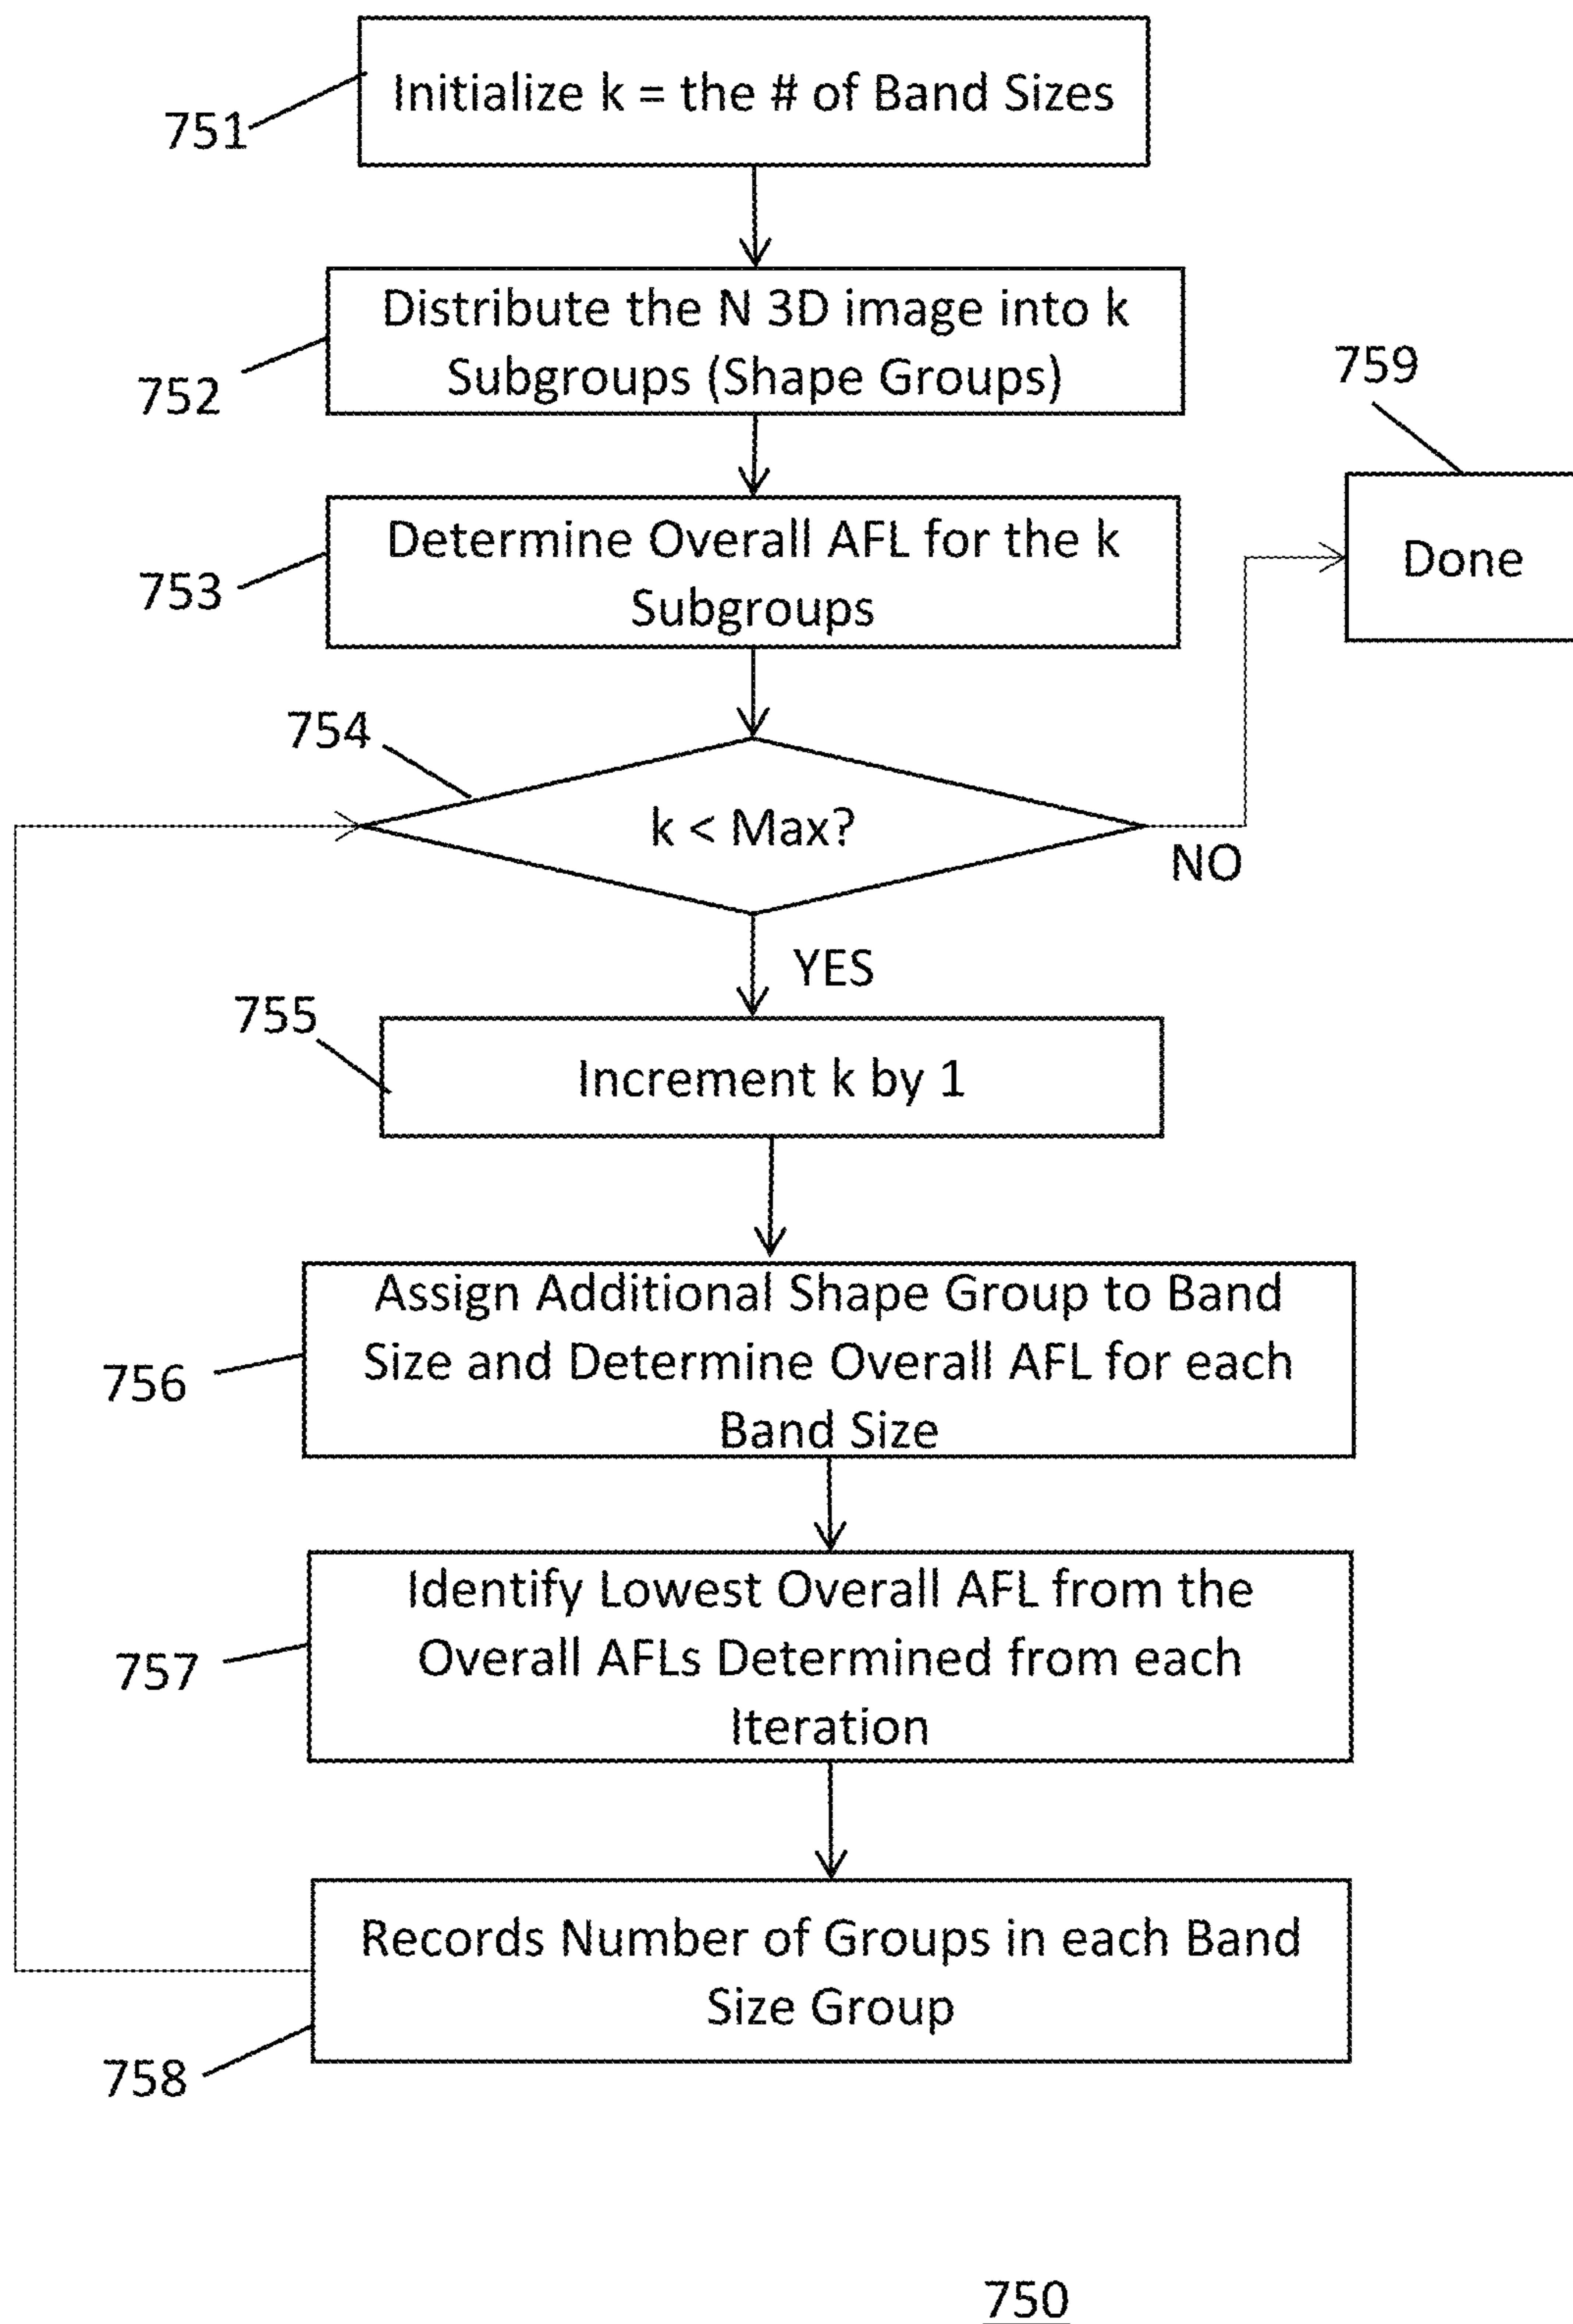 Initialize k = the # of Band Sizes
751
Distribute the N 3D image into k
Subgroups (Shape Groups)
752
759
Done
Determine Overall AFL for the k
Subgroups
753
754
k < Max?
NO
YES
755
Increment k by 1
Assign Additional Shape Group to Band
Size and Determine Overall AFL for each
Band Size
756
Identify Lowest Overall AFL from the
Overall AFLs Determined from each
Iteration
757
Records Number of Groups in each Band
Size Group
758
750